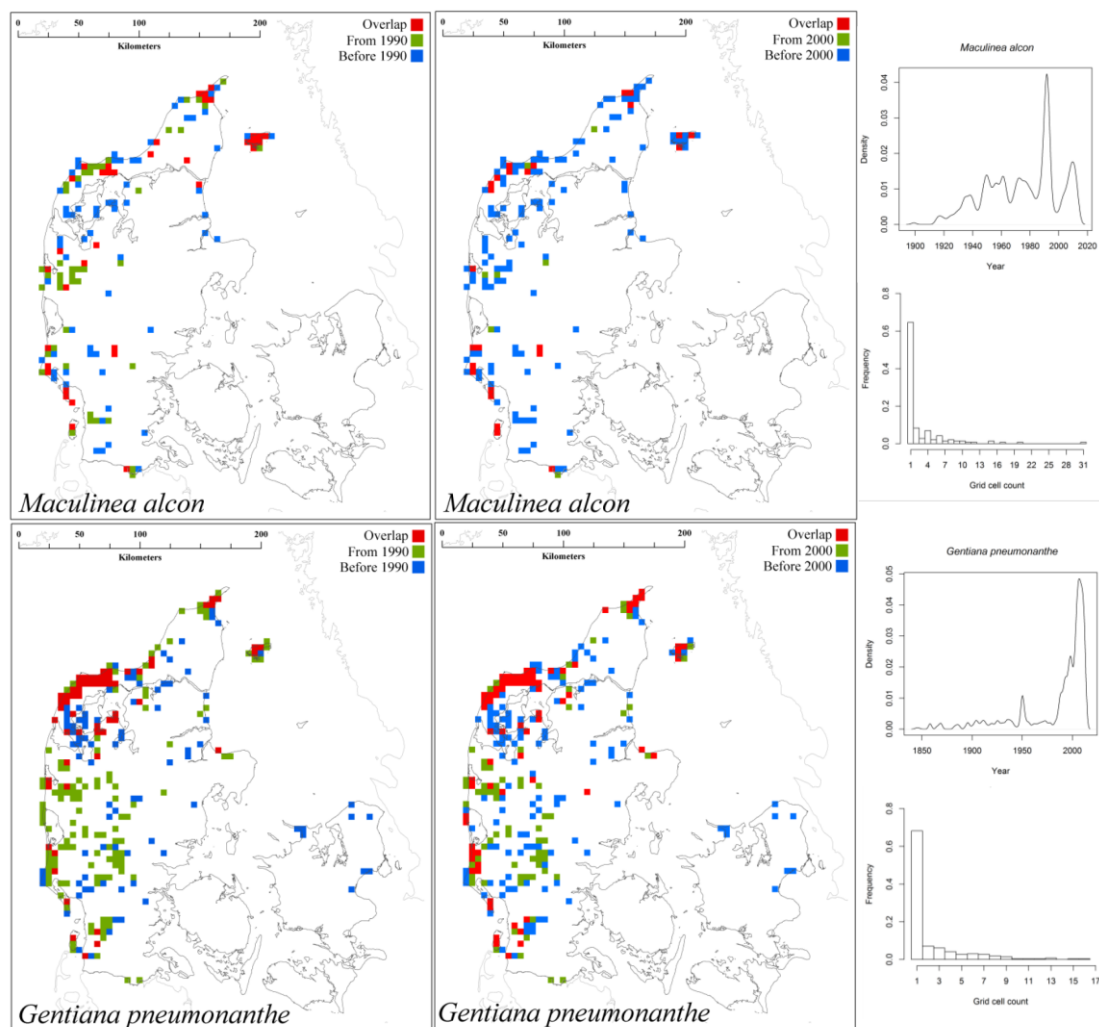 0 50 100 200
Kilometers
Overlap
From 1990
Before 1990
Maculinea alcon
0 50 100 200
Kilometers
Overlap
From 2000
Before 2000
Maculinea alcon
Maculinea alcon
Density
0.04
0.03
0.02
0.01
0.00
1900 1920 1940 1960 1980 2000 2020
Year
Frequency
0.8
0.6
0.4
0.2
0.0
1 4 7 10 13 16 19 22 25 28 31
Grid cell count
0 50 100 200
Kilometers
Overlap
From 1990
Before 1990
Gentiana pneumonanthe
0 50 100 200
Kilometers
Overlap
From 2000
Before 2000
Gentiana pneumonanthe
Gentiana pneumonanthe
Density
0.05
0.04
0.03
0.02
0.01
0.00
1850 1900 1950 2000
Year
Frequency
0.8
0.6
0.4
0.2
0.0
1 3 5 7 9 11 13 15 17
Grid cell count